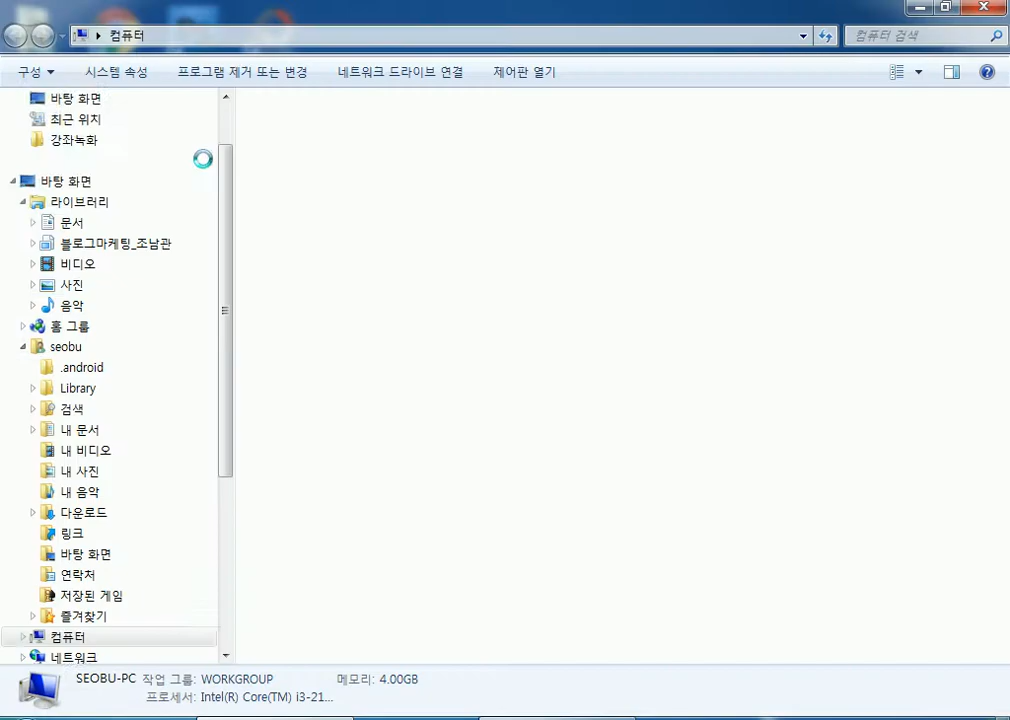 컴퓨터
컴퓨터 검색
구성 시스템 속성 프로그램 제거 또는 변경 네트워크 드라이브 연결 제어판 열기
바탕 화면
최근 위치
강좌녹화
바탕 화면
라이브러리
문서
블로그마케팅_조남관
비디오
사진
음악
홈 그룹
seobu
.android
Library
검색
내 문서
내 비디오
내 사진
내 음악
다운로드
링크
바탕 화면
연락처
저장된 게임
즐겨찾기
컴퓨터
네트워크
SEOBU-PC 작업 그룹: WORKGROUP 메모리: 4.00GB
프로세서: Intel(R) Core(TM) i3-21...